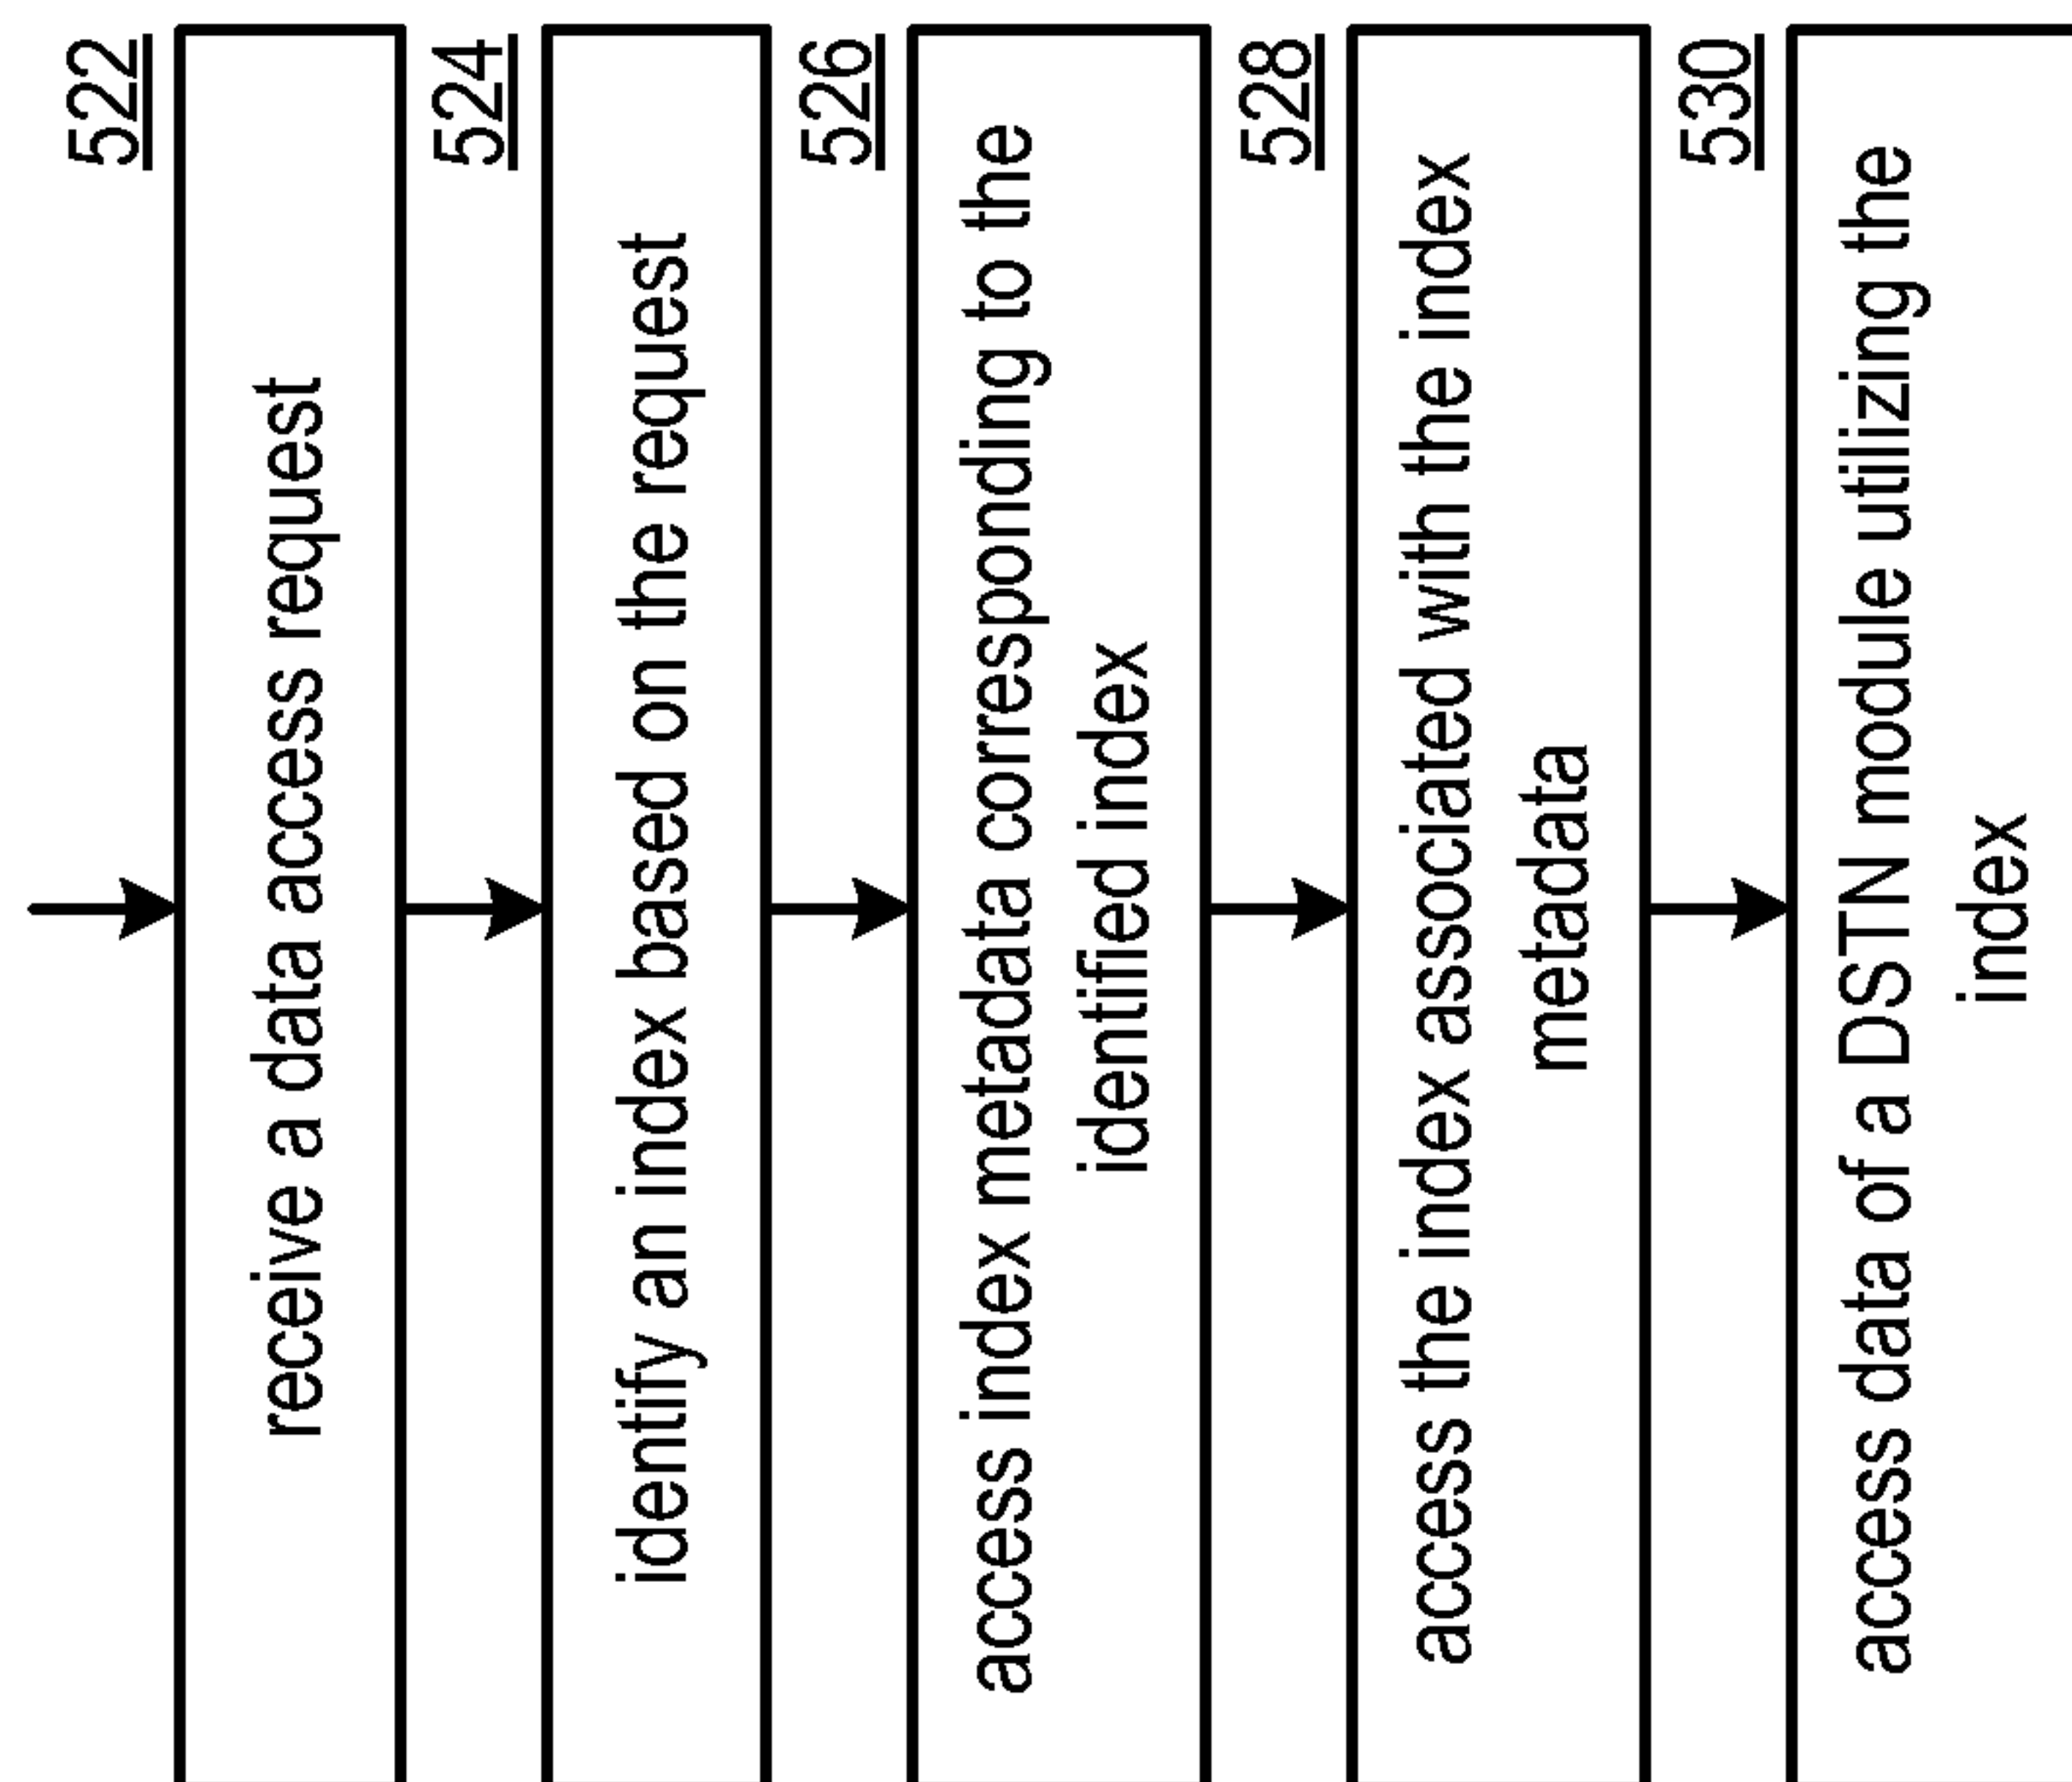 522
receive a data access request
524
identify an index based on the request
526
access index metadata corresponding to the
identified index
528
access the index associated with the index
metadata
530
access data of a DSTN module utilizing the
index